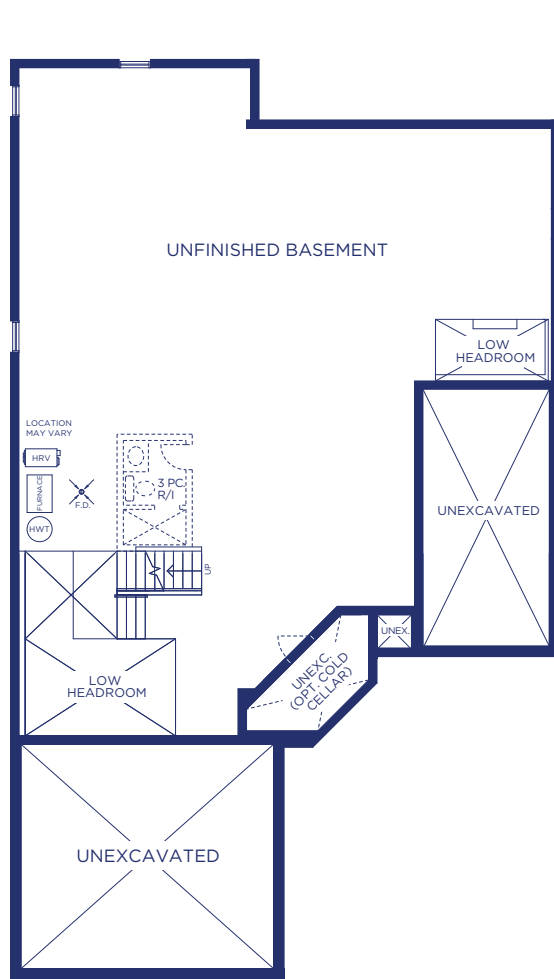 UNFINISHED BASEMENT
LOW
HEADROOM
LOCATION
MAY VARY
HRV
FURNACE
3 PC
R/I
F.D.
UNEXCAVATED
HWT
UP
UNEX.
UNEXC.
(OPT. COLD
CELLAR)
LOW
HEADROOM
UNEXCAVATED